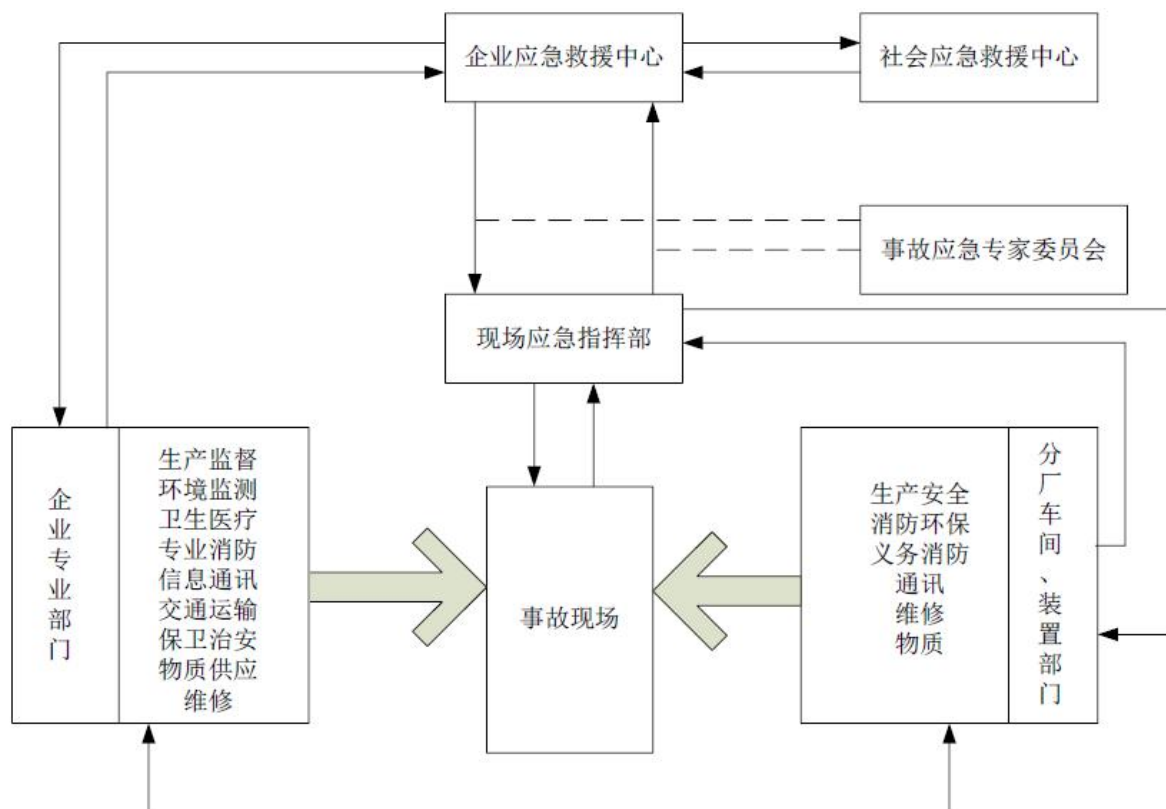 企业应急救援中心
社会应急救援中心
事故应急专家委员会
现场应急指挥部
企业专业部门
生产监督
环境监测
卫生医疗
专业消防
信息通讯
交通运输
保卫治安
物质供应
维修
事故现场
生产安全
消防环保
义务消防
通讯
维修
物质
分厂车间、装置部门